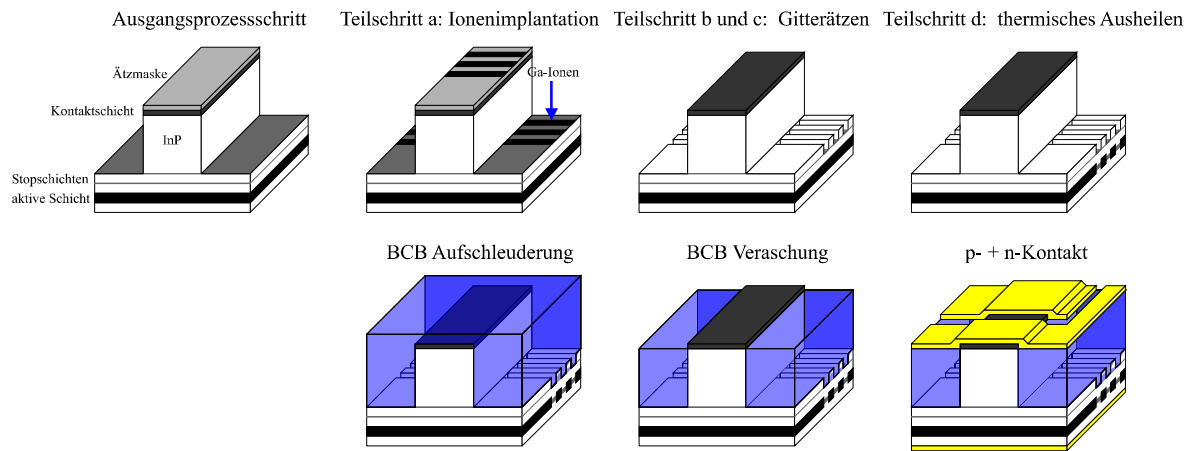 Ausgangsprozessschritt
Teilschritt a: Ionenimplantation
Teilschritt b und c:  Gitterätzen
Teilschritt d:  thermisches Ausheilen
Ätzmaske
Kontaktschicht
InP
Stopschichten
aktive Schicht
Ga-Ionen
BCB Aufschleuderung
BCB Veraschung
p- + n-Kontakt